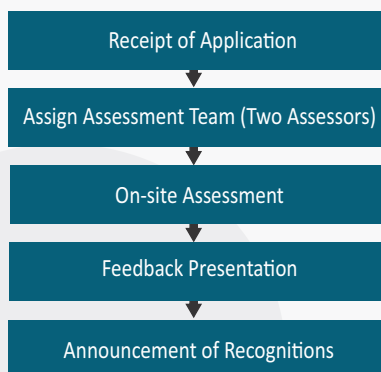 Receipt of Application
Assign Assessment Team (Two Assessors)
On-site Assessment
Feedback Presentation
Announcement of Recognitions